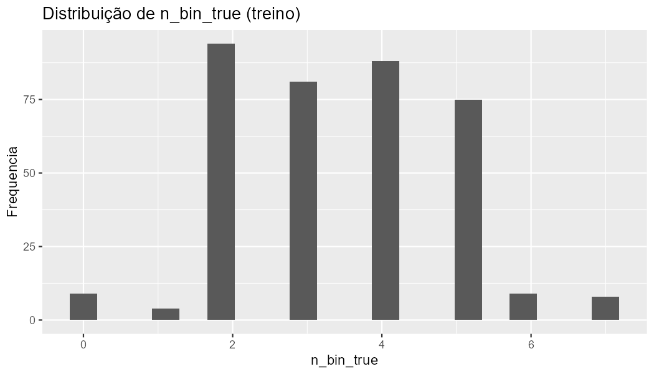 Distribuição de n_bin_true (treino)
Frequencia
75
50
25
0
0 2 4 6
n_bin_true